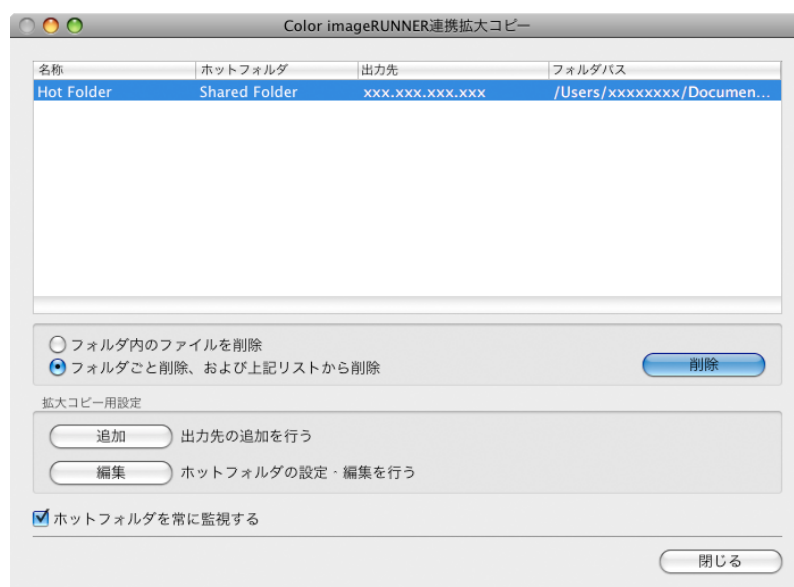 Color imageRUNNER連携拡大コピー
名称 ホットフォルダ 出力先 フォルダパス
Hot Folder Shared Folder xxx.xxx.xxx.xxx /Users/xxxxxxxx/Documen...
フォルダ内のファイルを削除
フォルダごと削除、および上記リストから削除 削除
拡大コピー用設定
追加 出力先の追加を行う
編集 ホットフォルダの設定・編集を行う
ホットフォルダを常に監視する
閉じる